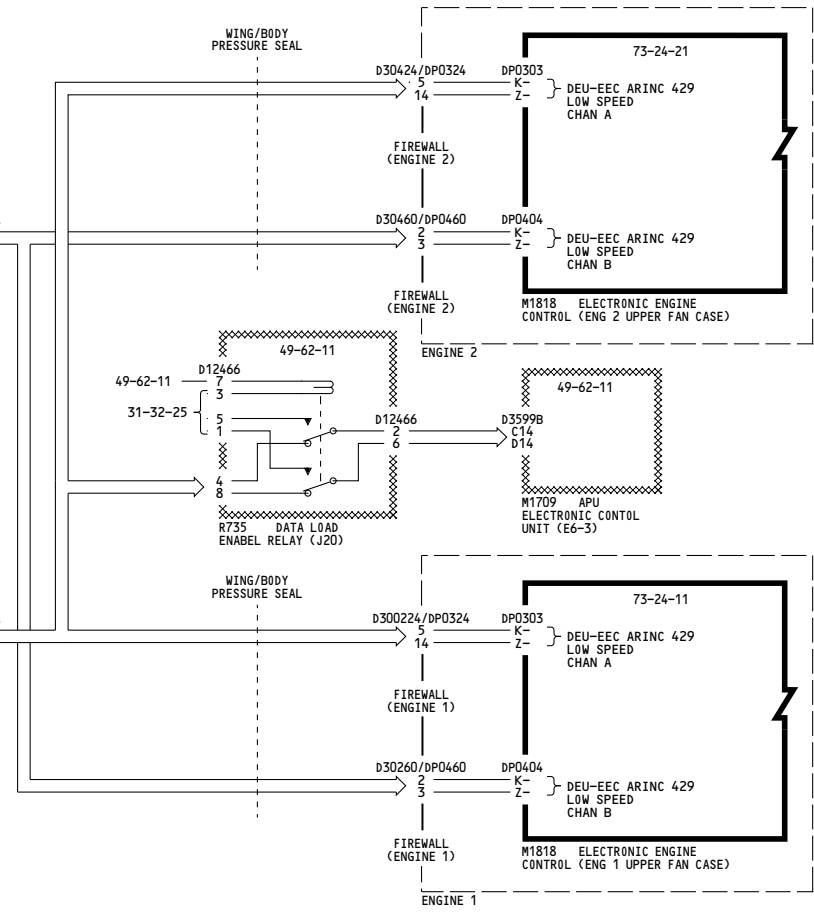 WING/BODY
PRESSURE SEAL
73-24-21
D30424/DP0324
DP0303
5
K-
14
Z-
DEU-EEC ARINC 429
LOW SPEED
CHAN A
FIREWALL
(ENGINE 2)
D30460/DP0460
DP0404
2
K-
3
Z-
DEU-EEC ARINC 429
LOW SPEED
CHAN B
FIREWALL
(ENGINE 2)
M1818 ELECTRONIC ENGINE
CONTROL (ENG 2 UPPER FAN CASE)
ENGINE 2
49-62-11
D12466
49-62-11
7
3
31-32-25
5
1
4
8
D12466
2
6
R735 DATA LOAD
ENABEL RELAY (J20)
49-62-11
D3599B
C14
D14
M1709 APU
ELECTRONIC CONTOL
UNIT (E6-3)
WING/BODY
PRESSURE SEAL
73-24-11
D300224/DP0324
DP0303
5
K-
14
Z-
DEU-EEC ARINC 429
LOW SPEED
CHAN A
FIREWALL
(ENGINE 1)
D30260/DP0460
DP0404
2
K-
3
Z-
DEU-EEC ARINC 429
LOW SPEED
CHAN B
FIREWALL
(ENGINE 1)
M1818 ELECTRONIC ENGINE
CONTROL (ENG 1 UPPER FAN CASE)
ENGINE 1